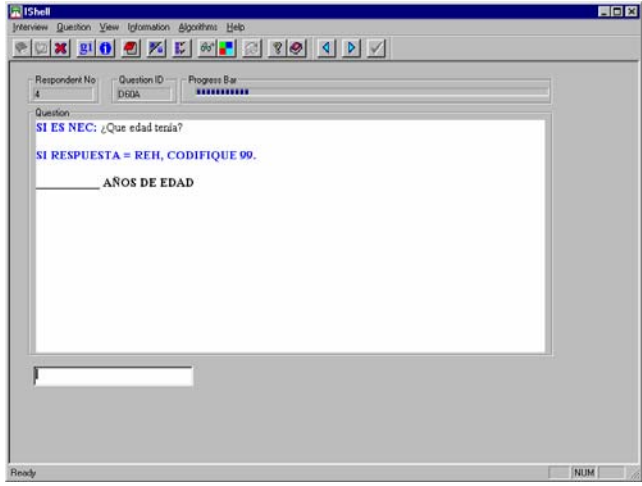 IShell
Interview Question View Information Algorithms Help
Respondent No Question ID Progress Bar
4 D60A
Question
SI ES NEC: ¿Que edad tenía?
SI RESPUESTA = REH, CODIFIQUE 99.
__________ AÑOS DE EDAD
Ready NUM